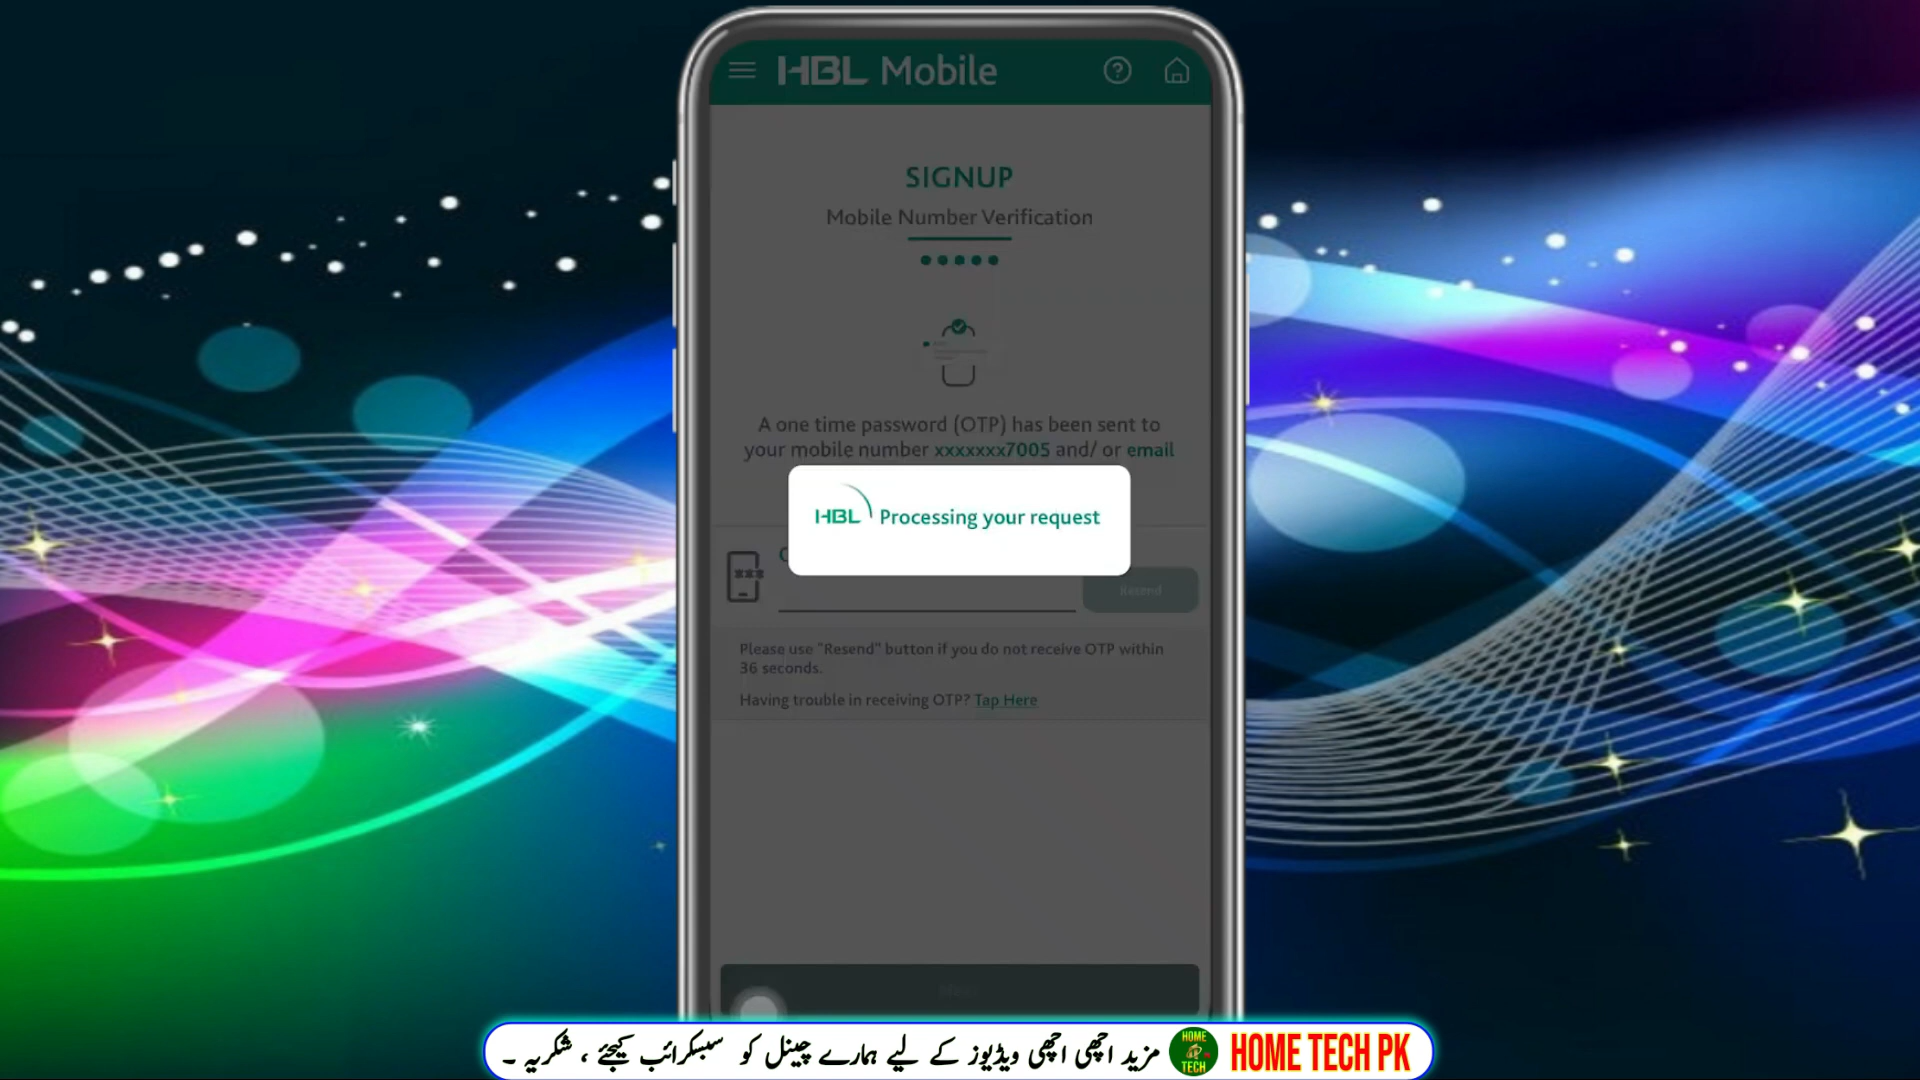 HBL Mobile
SIGNUP
Mobile Number Verification
A one time password (OTP) has been sent to
your mobile number xxxxxxx7005 and/ or email
HBL Processing your request
Resend
Please use "Resend" button if you do not receive OTP within
36 seconds.
Having trouble in receiving OTP? Tap Here
مزید اچھی اچھی ویڈیوز کے لیے ہمارے چینل کو سبسکرائب کیجئے ، شکریہ ۔
HOME TECH
HOME TECH PK